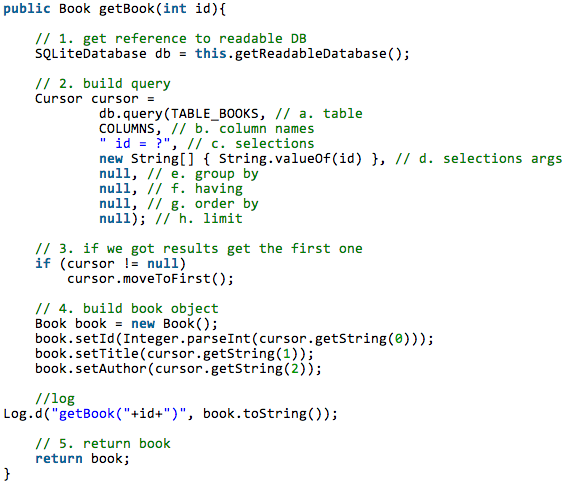 public Book getBook(int id){
// 1. get reference to readable DB
SQLiteDatabase db = this.getReadableDatabase();
// 2. build query
Cursor cursor =
db.query(TABLE_BOOKS, // a. table
COLUMNS, // b. column names
" id = ?", // c. selections
new String[] { String.valueOf(id) }, // d. selections args
null, // e. group by
null, // f. having
null, // g. order by
null); // h. limit
// 3. if we got results get the first one
if (cursor != null)
cursor.moveToFirst();
// 4. build book object
Book book = new Book();
book.setId(Integer.parseInt(cursor.getString(0)));
book.setTitle(cursor.getString(1));
book.setAuthor(cursor.getString(2));
//log
Log.d("getBook("+id+")", book.toString());
// 5. return book
return book;
}